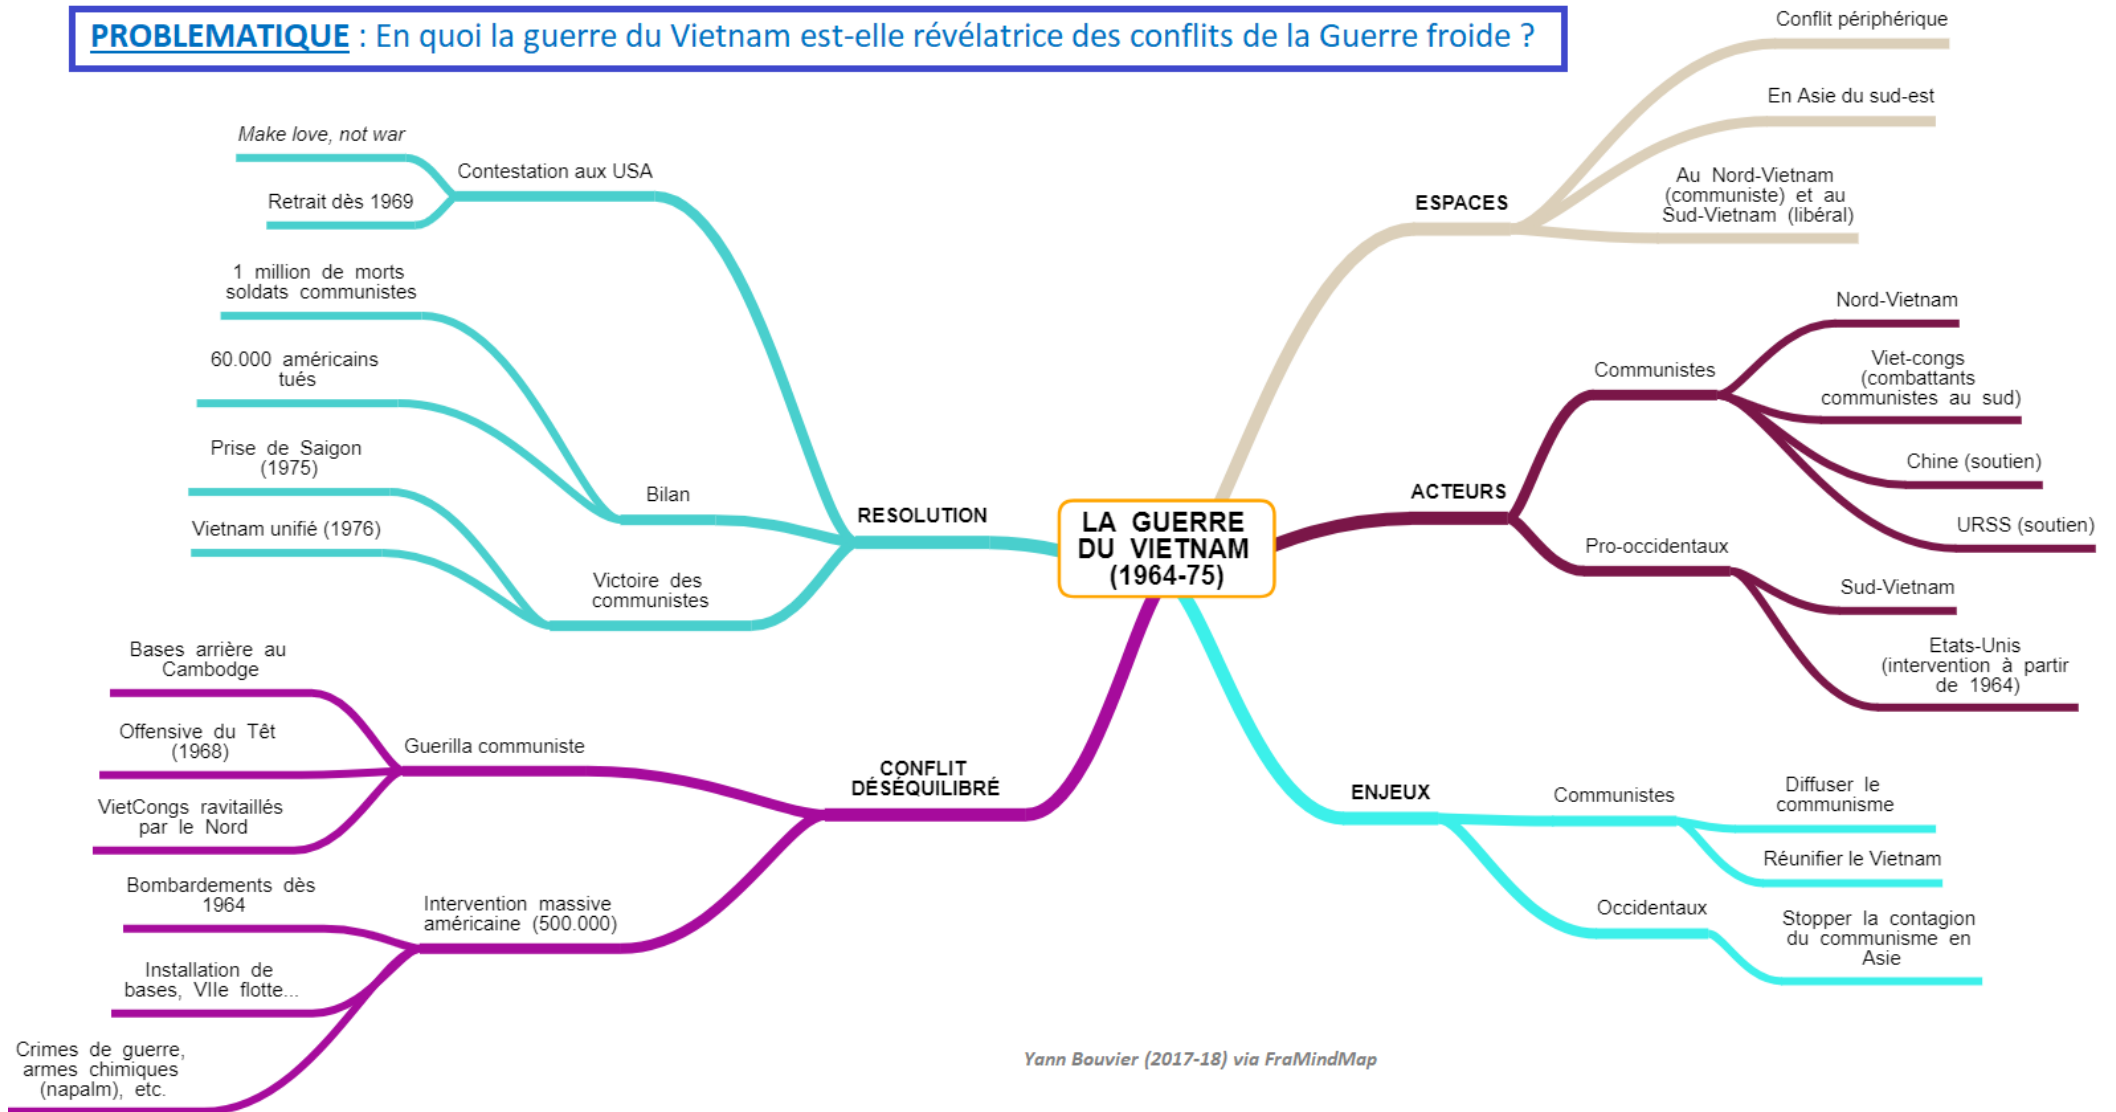 PROBLEMATIQUE : En quoi la guerre du Vietnam est-elle révélatrice des conflits de la Guerre froide ?
LA GUERRE
DU VIETNAM
(1964-75)
ESPACES
Conflit périphérique
En Asie du sud-est
Au Nord-Vietnam
(communiste) et au
Sud-Vietnam (libéral)
ACTEURS
Communistes
Nord-Vietnam
Viet-congs
(combattants
communistes au sud)
Chine (soutien)
URSS (soutien)
Pro-occidentaux
Sud-Vietnam
Etats-Unis
(intervention à partir
de 1964)
ENJEUX
Communistes
Diffuser le
communisme
Réunifier le Vietnam
Occidentaux
Stopper la contagion
du communisme en
Asie
RESOLUTION
Contestation aux USA
Make love, not war
Retrait dès 1969
Bilan
1 million de morts
soldats communistes
60.000 américains
tués
Victoire des
communistes
Prise de Saigon
(1975)
Vietnam unifié (1976)
CONFLIT
DÉSÉQUILIBRÉ
Guerilla communiste
Bases arrière au
Cambodge
Offensive du Têt
(1968)
VietCongs ravitaillés
par le Nord
Intervention massive
américaine (500.000)
Bombardements dès
1964
Installation de
bases, VIIe flotte...
Crimes de guerre,
armes chimiques
(napalm), etc.
Yann Bouvier (2017-18) via FraMindMap